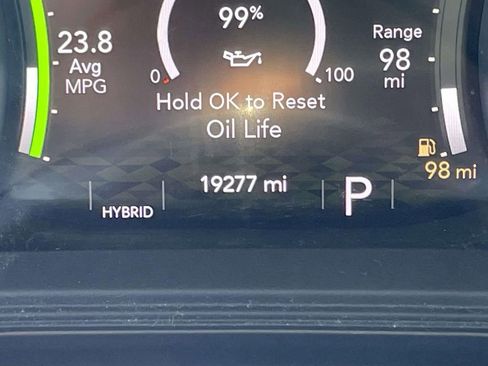 99%
23.8
Avg
MPG
Range
98
mi
0
100
Hold OK to Reset
Oil Life
98 mi
19277 mi
HYBRID
P